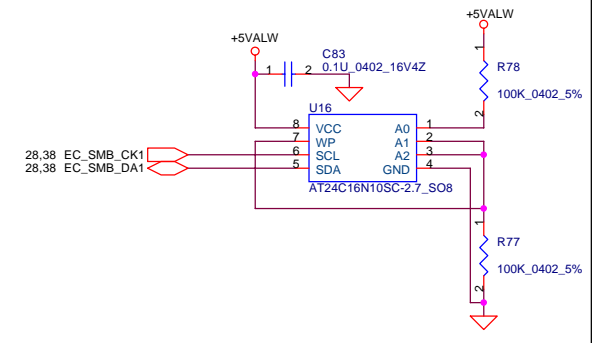 +5VALW
+5VALW
C83
1 2 0.1U_0402_16V4Z
1
R78
100K_0402_5%
2
U16
8 VCC A0 1
7 WP A1 2
6 SCL A2 3
5 SDA GND 4
28,38 EC_SMB_CK1
28,38 EC_SMB_DA1
AT24C16N10SC-2.7_SO8
1
R77
100K_0402_5%
2